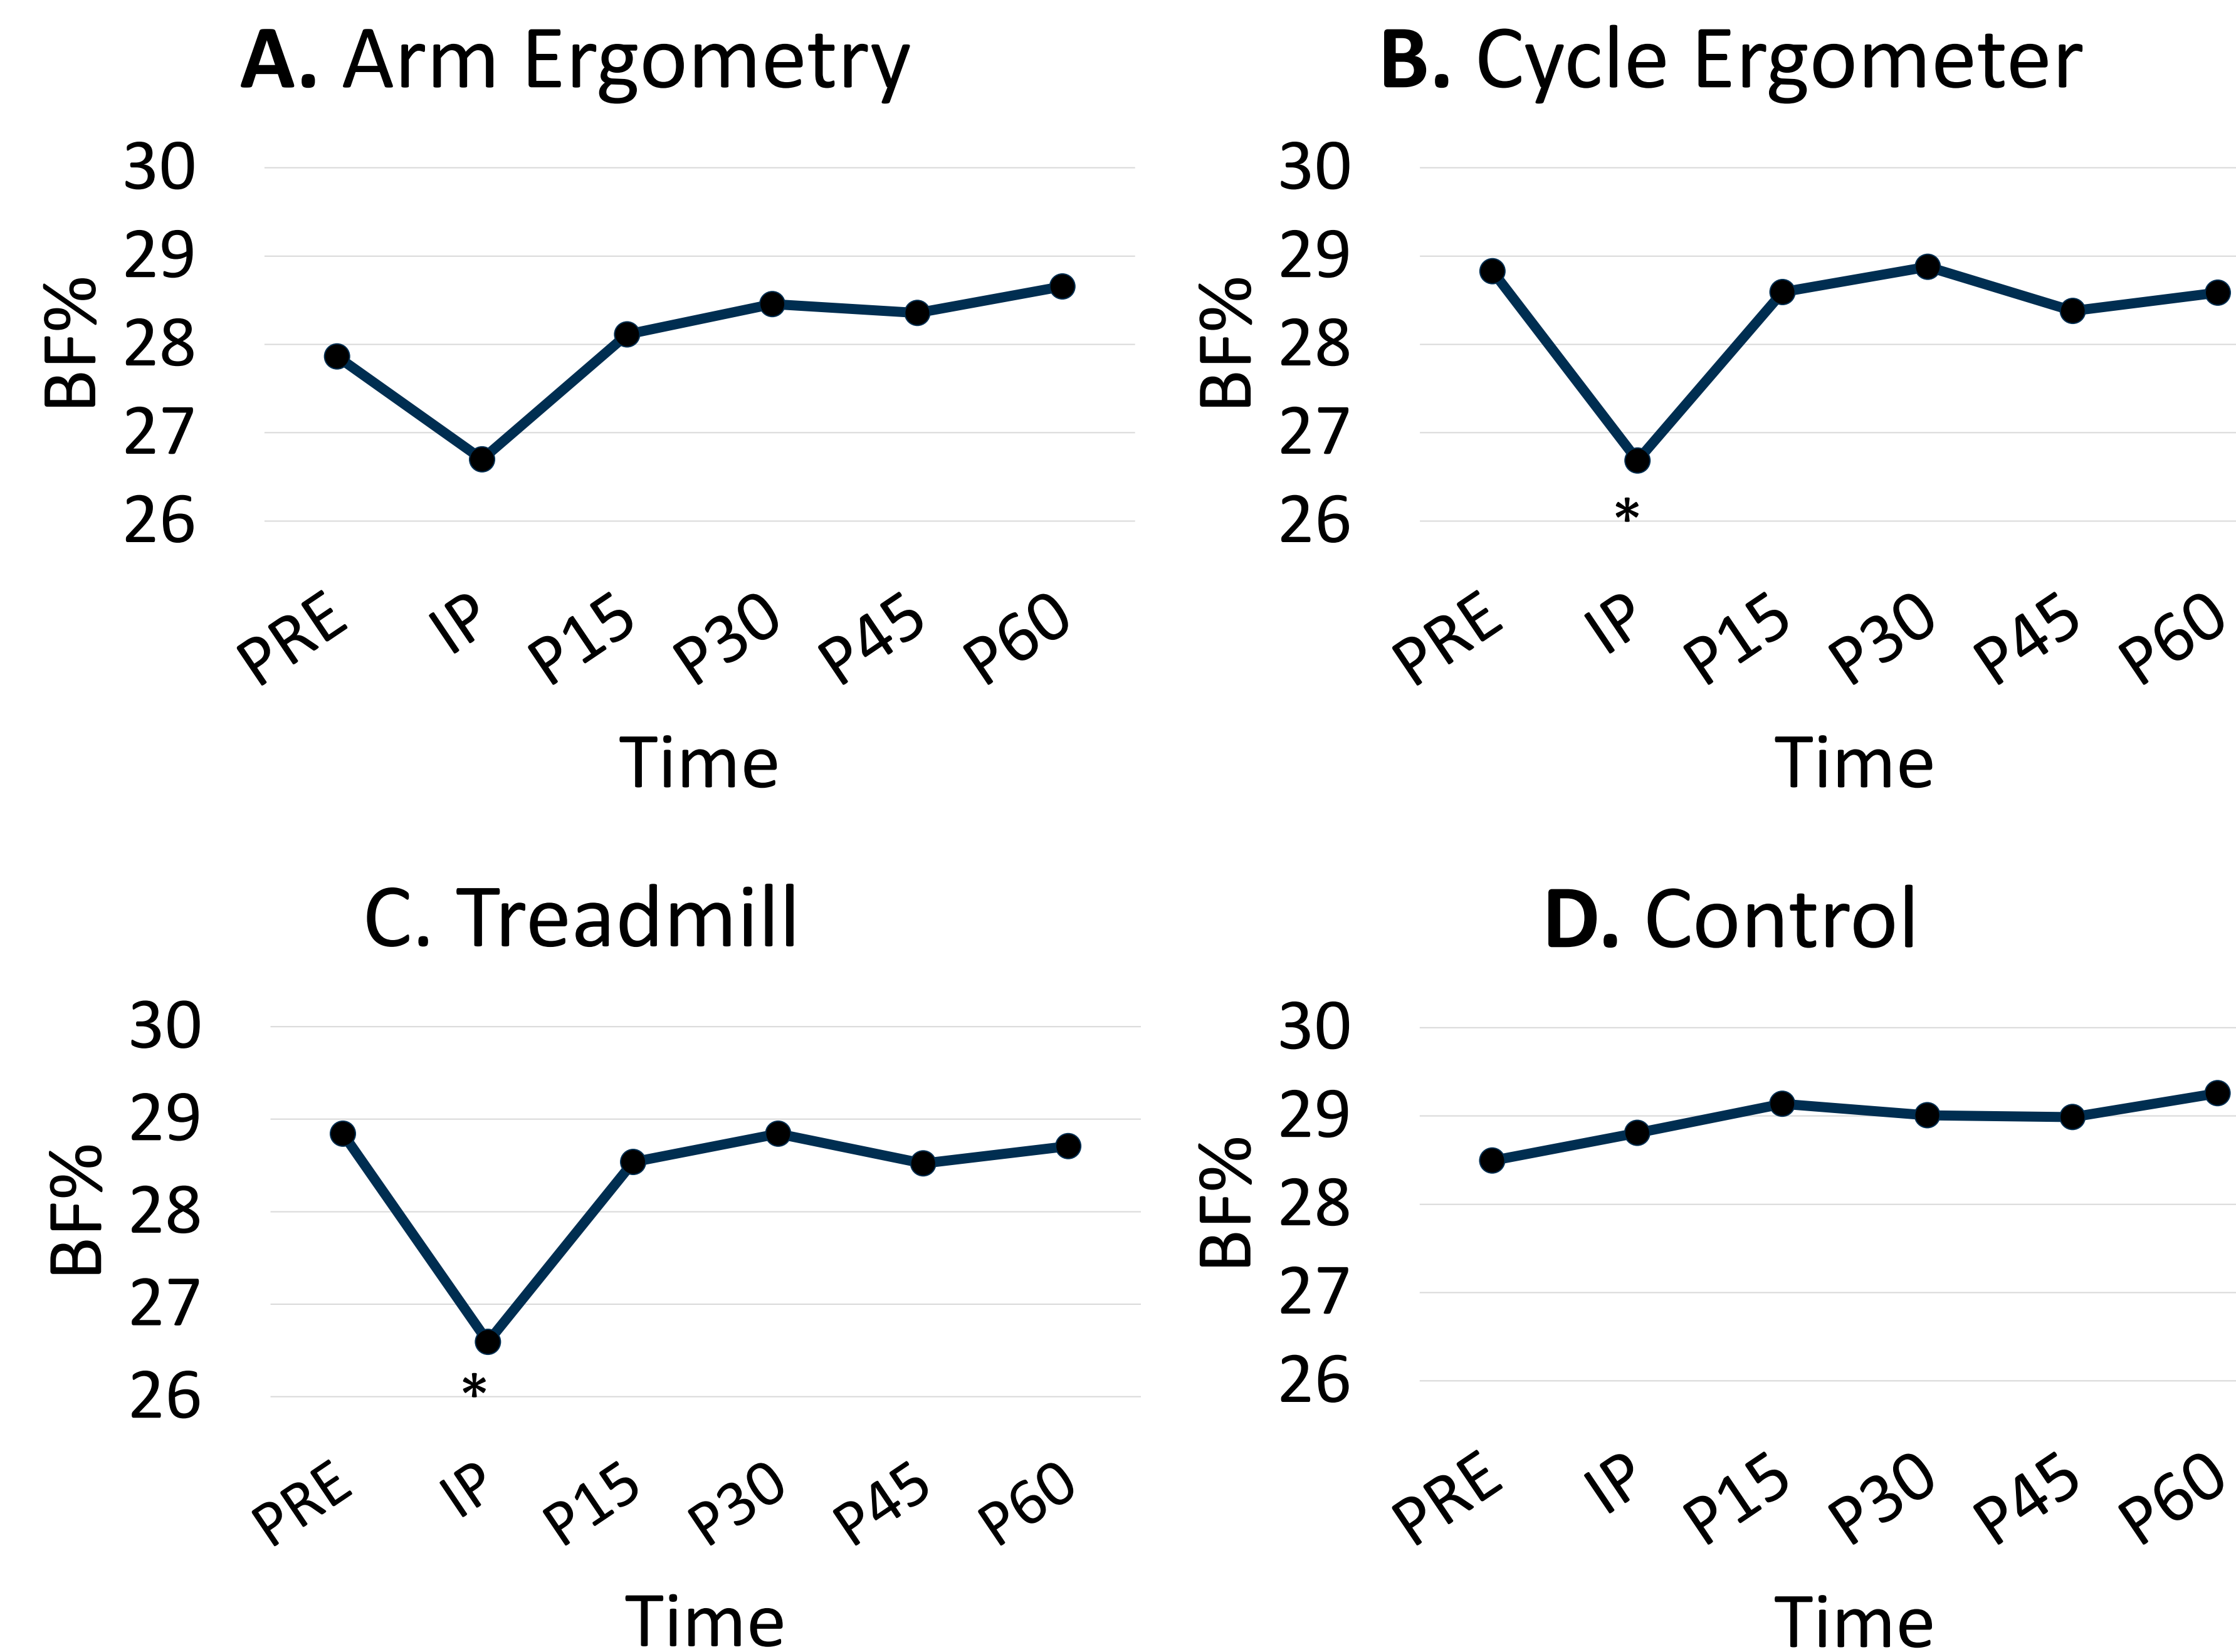 A. Arm Ergometry
30
29
28
27
26
BF%
PRE
IP
P15
P30
P45
P60
Time
B. Cycle Ergometer
30
29
28
27
26
BF%
*
PRE
IP
P15
P30
P45
P60
Time
C. Treadmill
30
29
28
27
26
BF%
*
PRE
IP
P15
P30
P45
P60
Time
D. Control
30
29
28
27
26
BF%
PRE
IP
P15
P30
P45
P60
Time